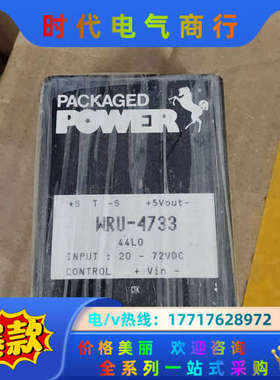 时代电气商行
PACKAGED
POWER
+S T -S +5Vout-
WRU-4733
44L0
INPUT : 20 - 72VDC
CONTROL + Vin -
爆款
电/v热线：17717628972
价格美丽 欢迎咨询
全系列一站式采购